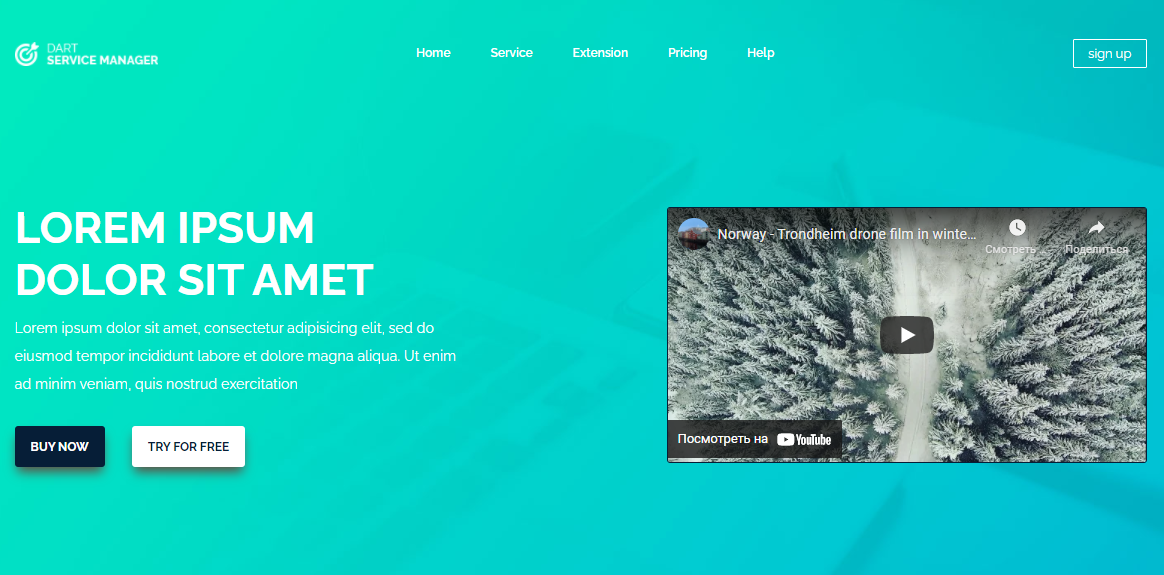 DART
SERVICE MANAGER
Home Service Extension Pricing Help
sign up
LOREM IPSUM
DOLOR SIT AMET
Lorem ipsum dolor sit amet, consectetur adipisicing elit, sed do
eiusmod tempor incididunt labore et dolore magna aliqua. Ut enim
ad minim veniam, quis nostrud exercitation
BUY NOW
TRY FOR FREE
Norway - Trondheim drone film in winte...
Смотреть ...
Поделиться
Посмотреть на YouTube